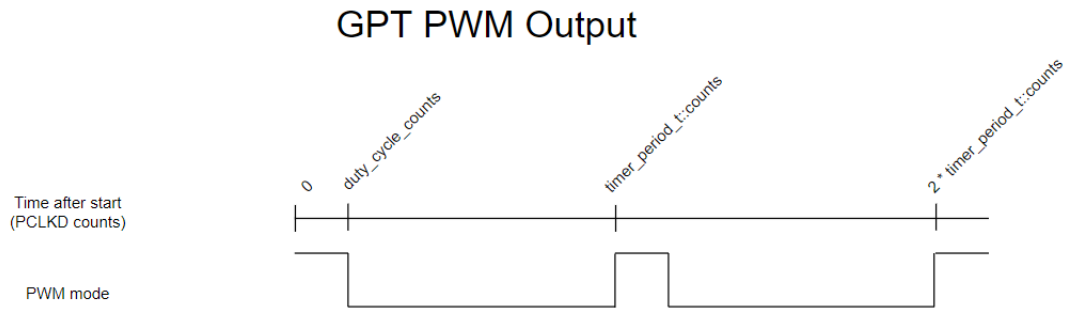 GPT PWM Output
0
duty_cycle_counts
timer_period_t::counts
2 * timer_period_t::counts
Time after start
(PCLKD counts)
PWM mode